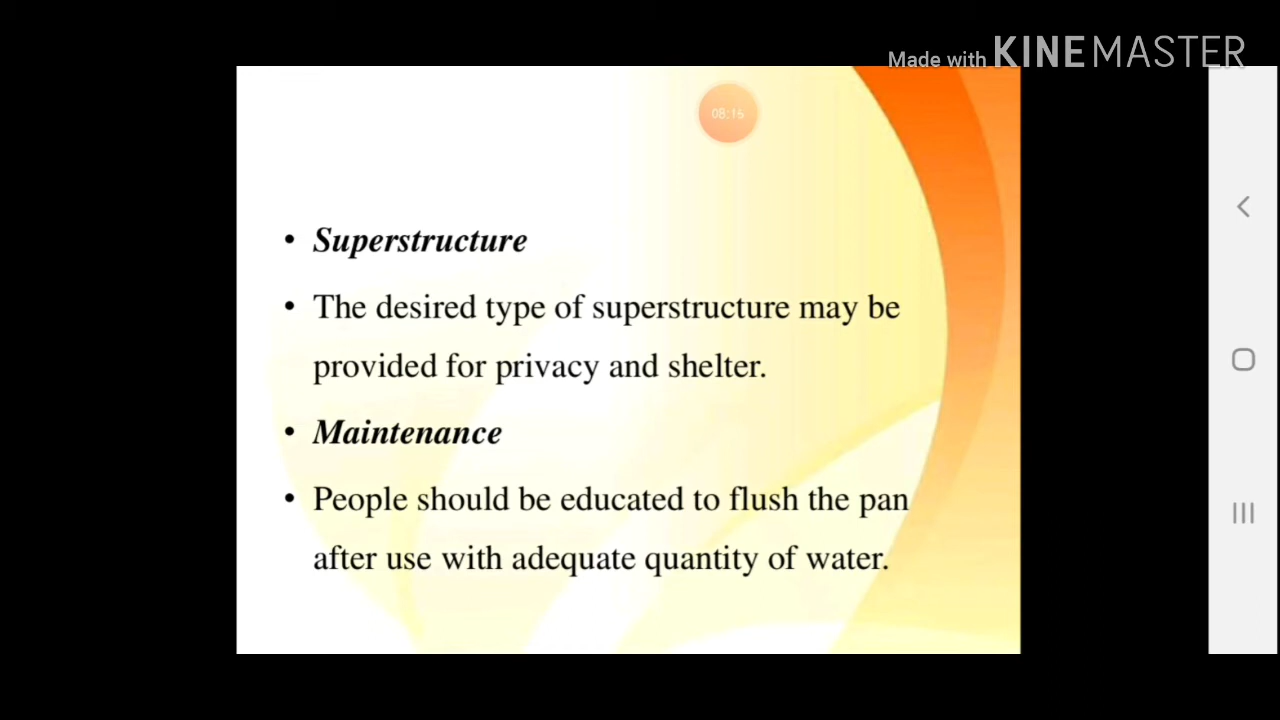 Made with KINEMASTER
08:15
• Superstructure
• The desired type of superstructure may be
provided for privacy and shelter.
• Maintenance
• People should be educated to flush the pan
after use with adequate quantity of water.